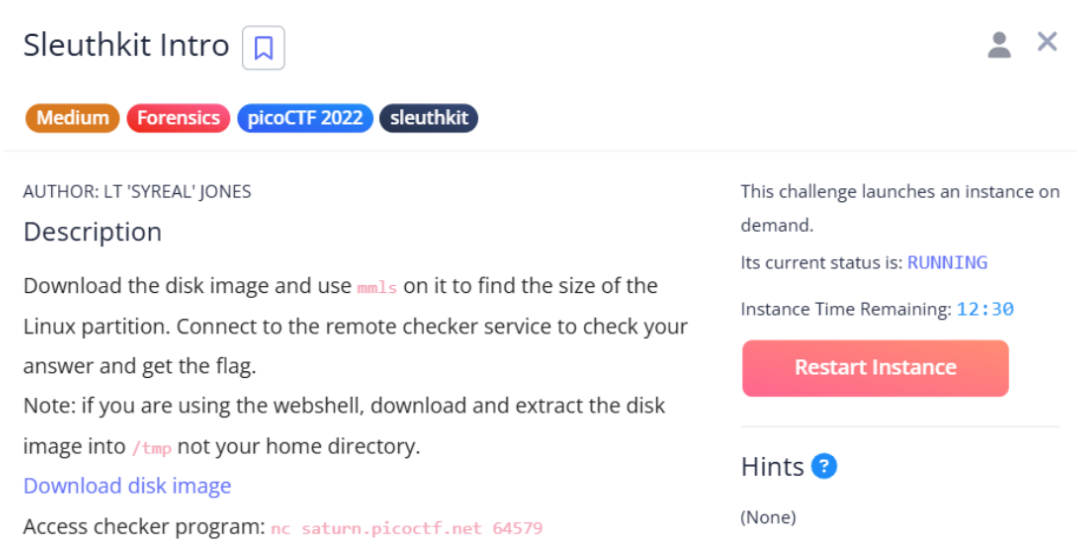 Sleuthkit Intro
Medium Forensics picoCTF 2022 sleuthkit
AUTHOR: LT 'SYREAL' JONES
Description
Download the disk image and use mmls on it to find the size of the
Linux partition. Connect to the remote checker service to check your
answer and get the flag.
Note: if you are using the webshell, download and extract the disk
image into /tmp not your home directory.
Download disk image
Access checker program: nc saturn.picoctf.net 64579
This challenge launches an instance on
demand.
Its current status is: RUNNING
Instance Time Remaining: 12:30
Restart Instance
Hints ?
(None)